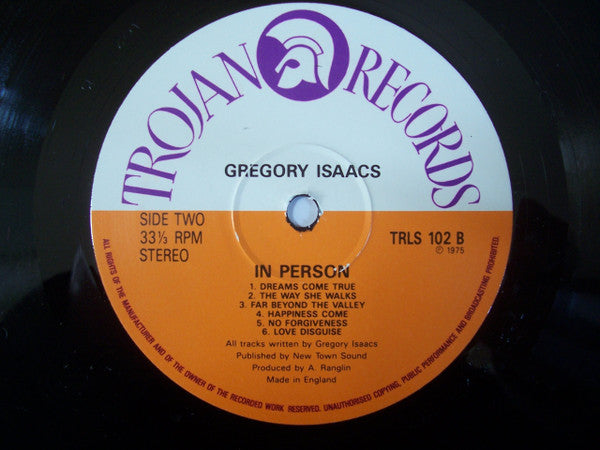 TROJAN RECORDS
GREGORY ISAACS
SIDE TWO
33⅓ RPM
STEREO
TRLS 102 B
℗ 1975
IN PERSON
1. DREAMS COME TRUE
2. THE WAY SHE WALKS
3. FAR BEYOND THE VALLEY
4. HAPPINESS COME
5. NO FORGIVENESS
6. LOVE DISGUISE
All tracks written by Gregory Isaacs
Published by New Town Sound
Produced by A. Ranglin
Made in England
ALL RIGHTS OF THE MANUFACTURER AND OF THE OWNER OF THE RECORDED WORK RESERVED. UNAUTHORISED COPYING, PUBLIC PERFORMANCE AND BROADCASTING PROHIBITED